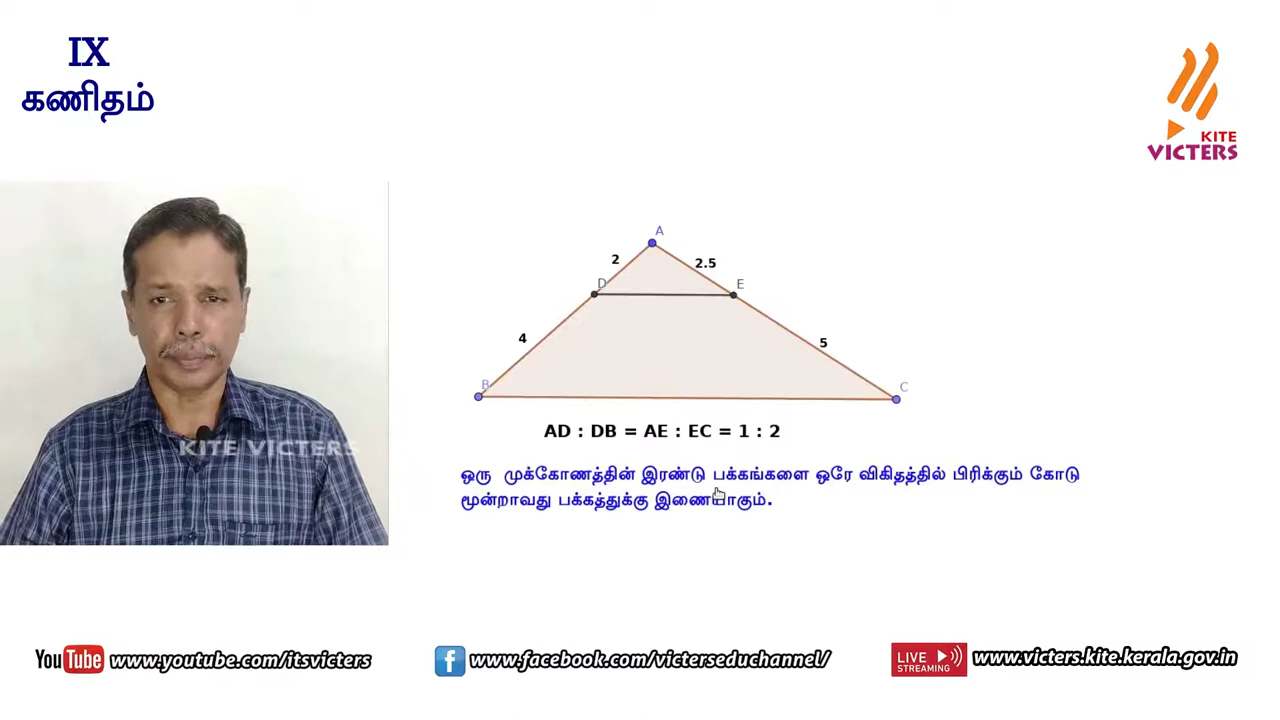 IX
கணிதம்
KITE
VICTERS
A
2
2.5
D
E
4
5
B
C
KITE VICTERS
AD : DB = AE : EC = 1 : 2
ஒரு முக்கோணத்தின் இரண்டு பக்கங்களை ஒரே விகிதத்தில் பிரிக்கும் கோடு
மூன்றாவது பக்கத்துக்கு இணையாகும்.
YouTube www.youtube.com/itsvicters
f www.facebook.com/victerseduchannel/
LIVE STREAMING www.victers.kite.kerala.gov.in